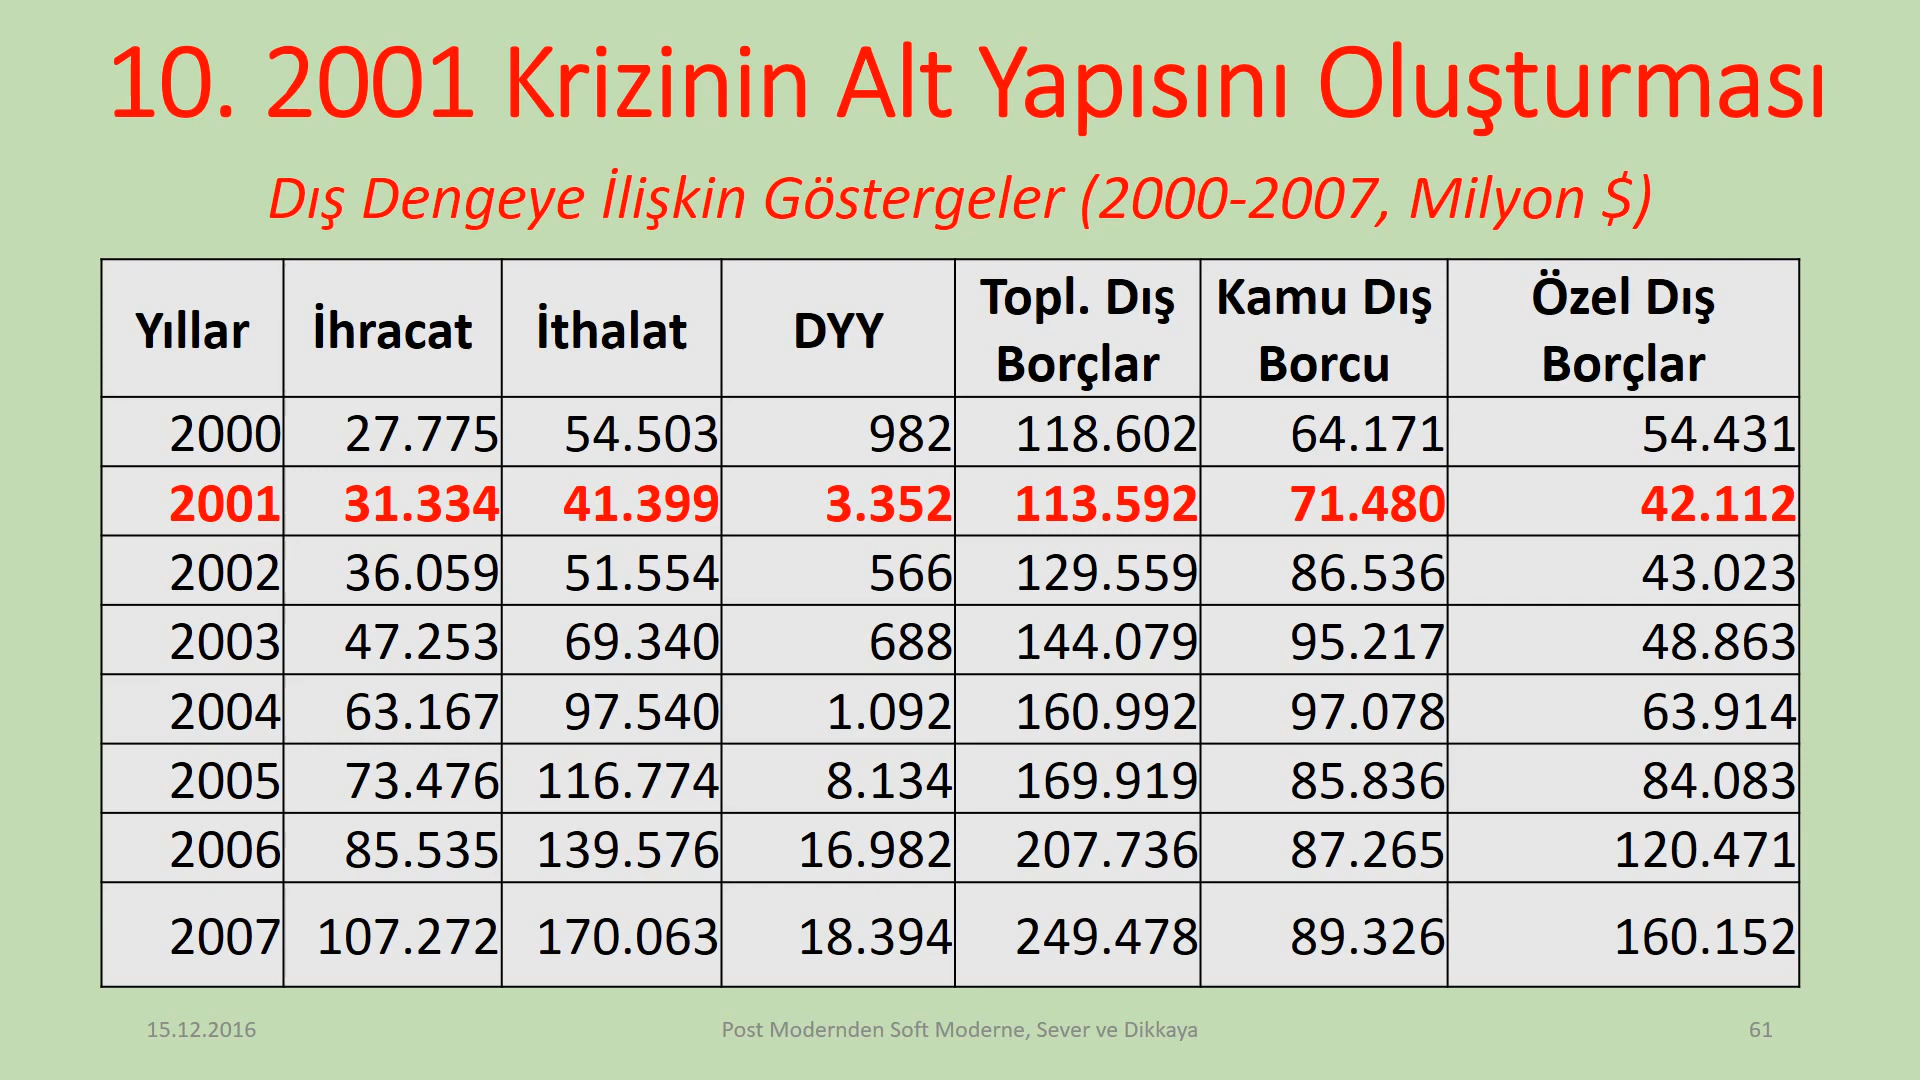 10. 2001 Krizinin Alt Yapısını Oluşturması
Dış Dengeye İlişkin Göstergeler (2000-2007, Milyon $)
Yıllar İhracat İthalat DYY Topl. Dış Borçlar Kamu Dış Borcu Özel Dış Borçlar
2000 27.775 54.503 982 118.602 64.171 54.431
2001 31.334 41.399 3.352 113.592 71.480 42.112
2002 36.059 51.554 566 129.559 86.536 43.023
2003 47.253 69.340 688 144.079 95.217 48.863
2004 63.167 97.540 1.092 160.992 97.078 63.914
2005 73.476 116.774 8.134 169.919 85.836 84.083
2006 85.535 139.576 16.982 207.736 87.265 120.471
2007 107.272 170.063 18.394 249.478 89.326 160.152
15.12.2016 Post Modernden Soft Moderne, Sever ve Dikkaya 61